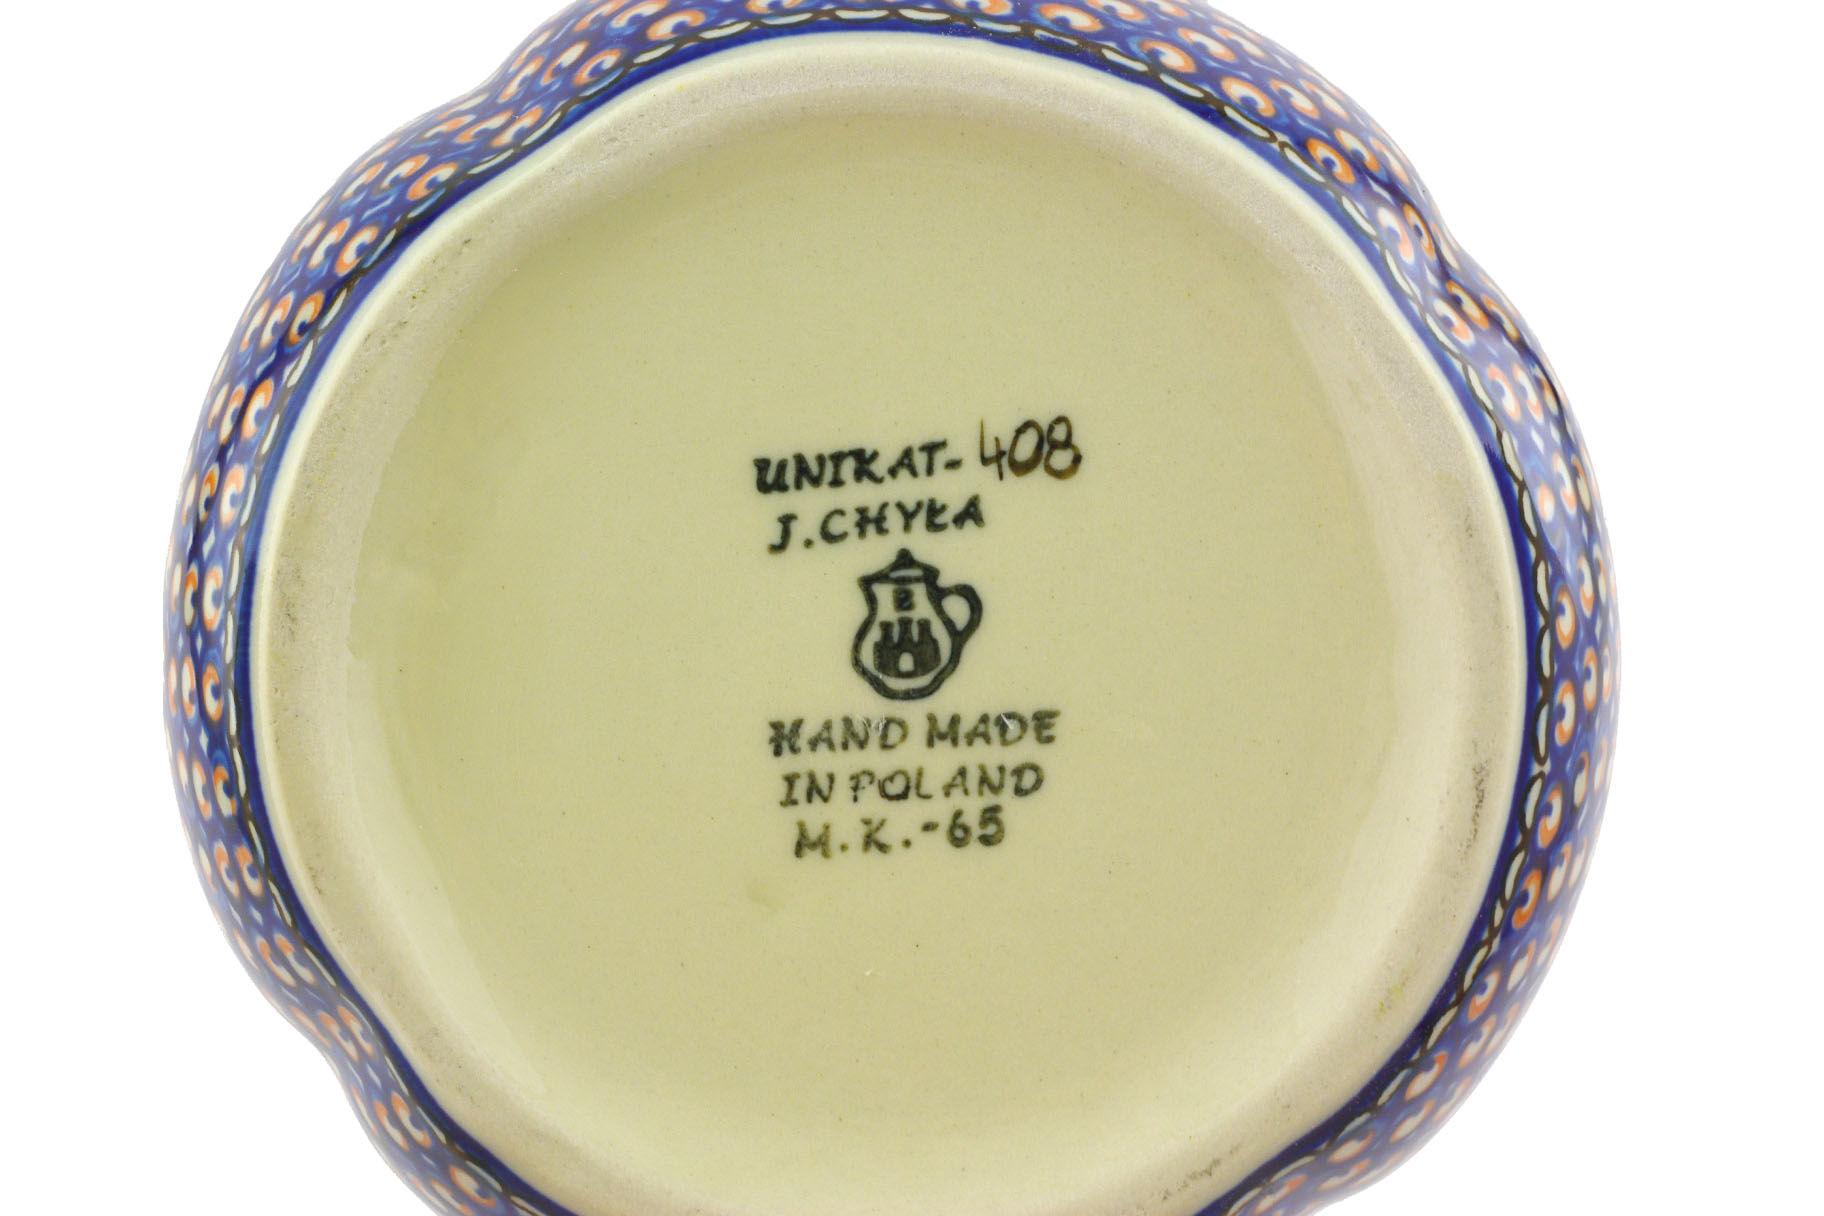 UNIKAT-408
J.CHYŁA
HAND MADE
IN POLAND
M.K.-65